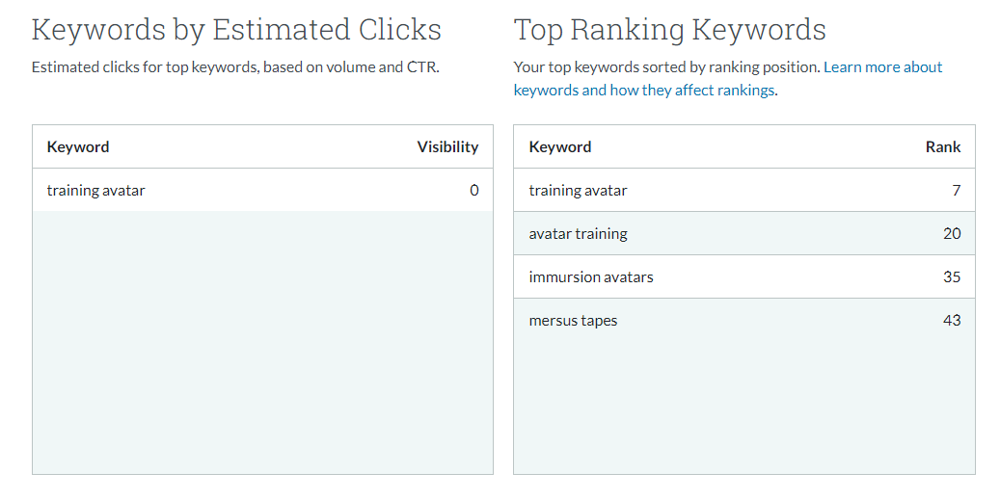 Keywords by Estimated Clicks
Estimated clicks for top keywords, based on volume and CTR.
Keyword Visibility
training avatar 0
Top Ranking Keywords
Your top keywords sorted by ranking position. Learn more about
keywords and how they affect rankings.
Keyword Rank
training avatar 7
avatar training 20
immursion avatars 35
mersus tapes 43